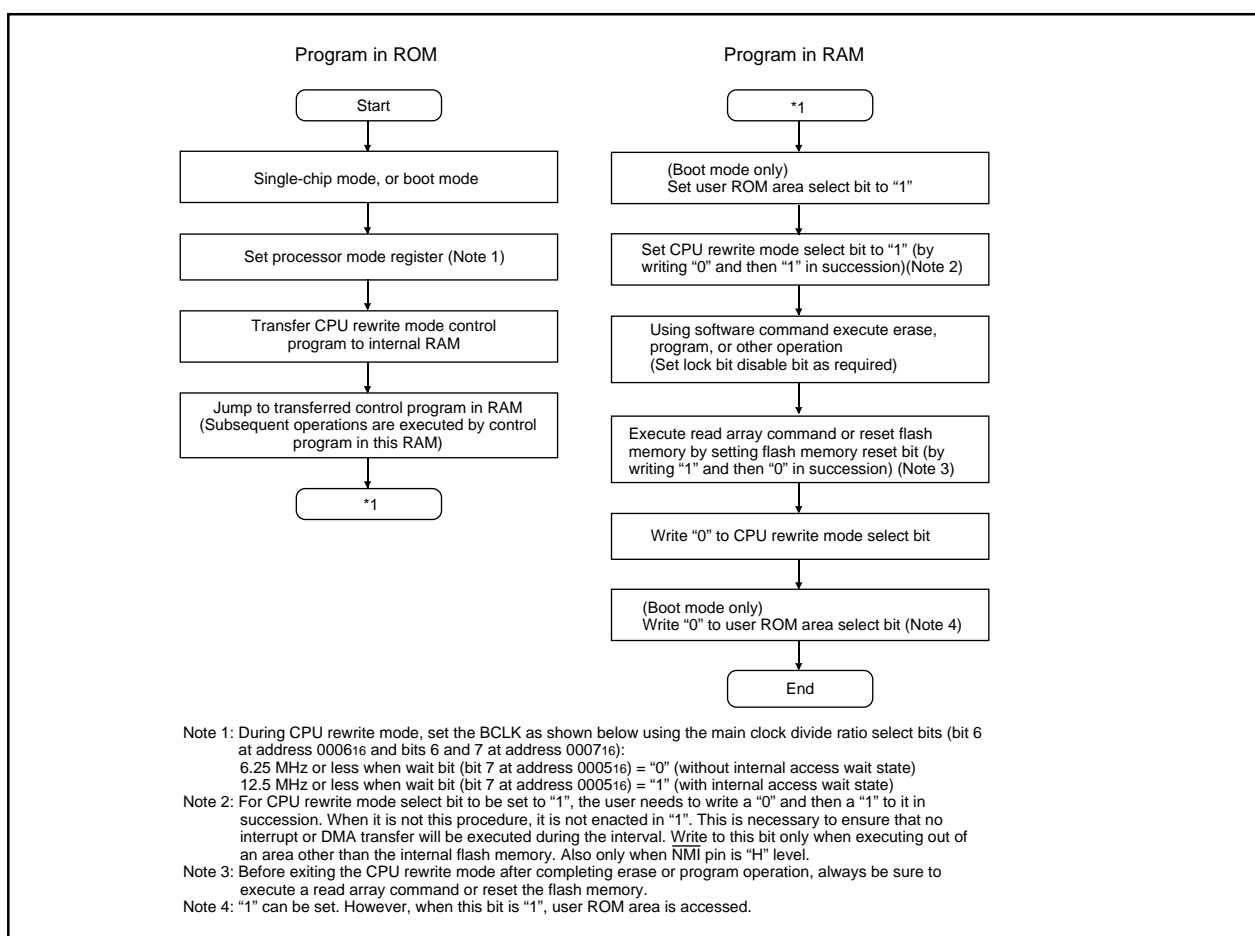 Program in ROM
Start
Single-chip mode, or boot mode
Set processor mode register (Note 1)
Transfer CPU rewrite mode control
program to internal RAM
Jump to transferred control program in RAM
(Subsequent operations are executed by control
program in this RAM)
*1
Program in RAM
*1
(Boot mode only)
Set user ROM area select bit to “1”
Set CPU rewrite mode select bit to “1” (by
writing “0” and then “1” in succession)(Note 2)
Using software command execute erase,
program, or other operation
(Set lock bit disable bit as required)
Execute read array command or reset flash
memory by setting flash memory reset bit (by
writing “1” and then “0” in succession) (Note 3)
Write “0” to CPU rewrite mode select bit
(Boot mode only)
Write “0” to user ROM area select bit (Note 4)
End
Note 1: During CPU rewrite mode, set the BCLK as shown below using the main clock divide ratio select bits (bit 6
at address 000616 and bits 6 and 7 at address 000716):
6.25 MHz or less when wait bit (bit 7 at address 000516) = “0” (without internal access wait state)
12.5 MHz or less when wait bit (bit 7 at address 000516) = “1” (with internal access wait state)
Note 2: For CPU rewrite mode select bit to be set to “1”, the user needs to write a “0” and then a “1” to it in
succession. When it is not this procedure, it is not enacted in “1”. This is necessary to ensure that no
interrupt or DMA transfer will be executed during the interval. Write to this bit only when executing out of
an area other than the internal flash memory. Also only when NMI pin is “H” level.
Note 3: Before exiting the CPU rewrite mode after completing erase or program operation, always be sure to
execute a read array command or reset the flash memory.
Note 4: “1” can be set. However, when this bit is “1”, user ROM area is accessed.